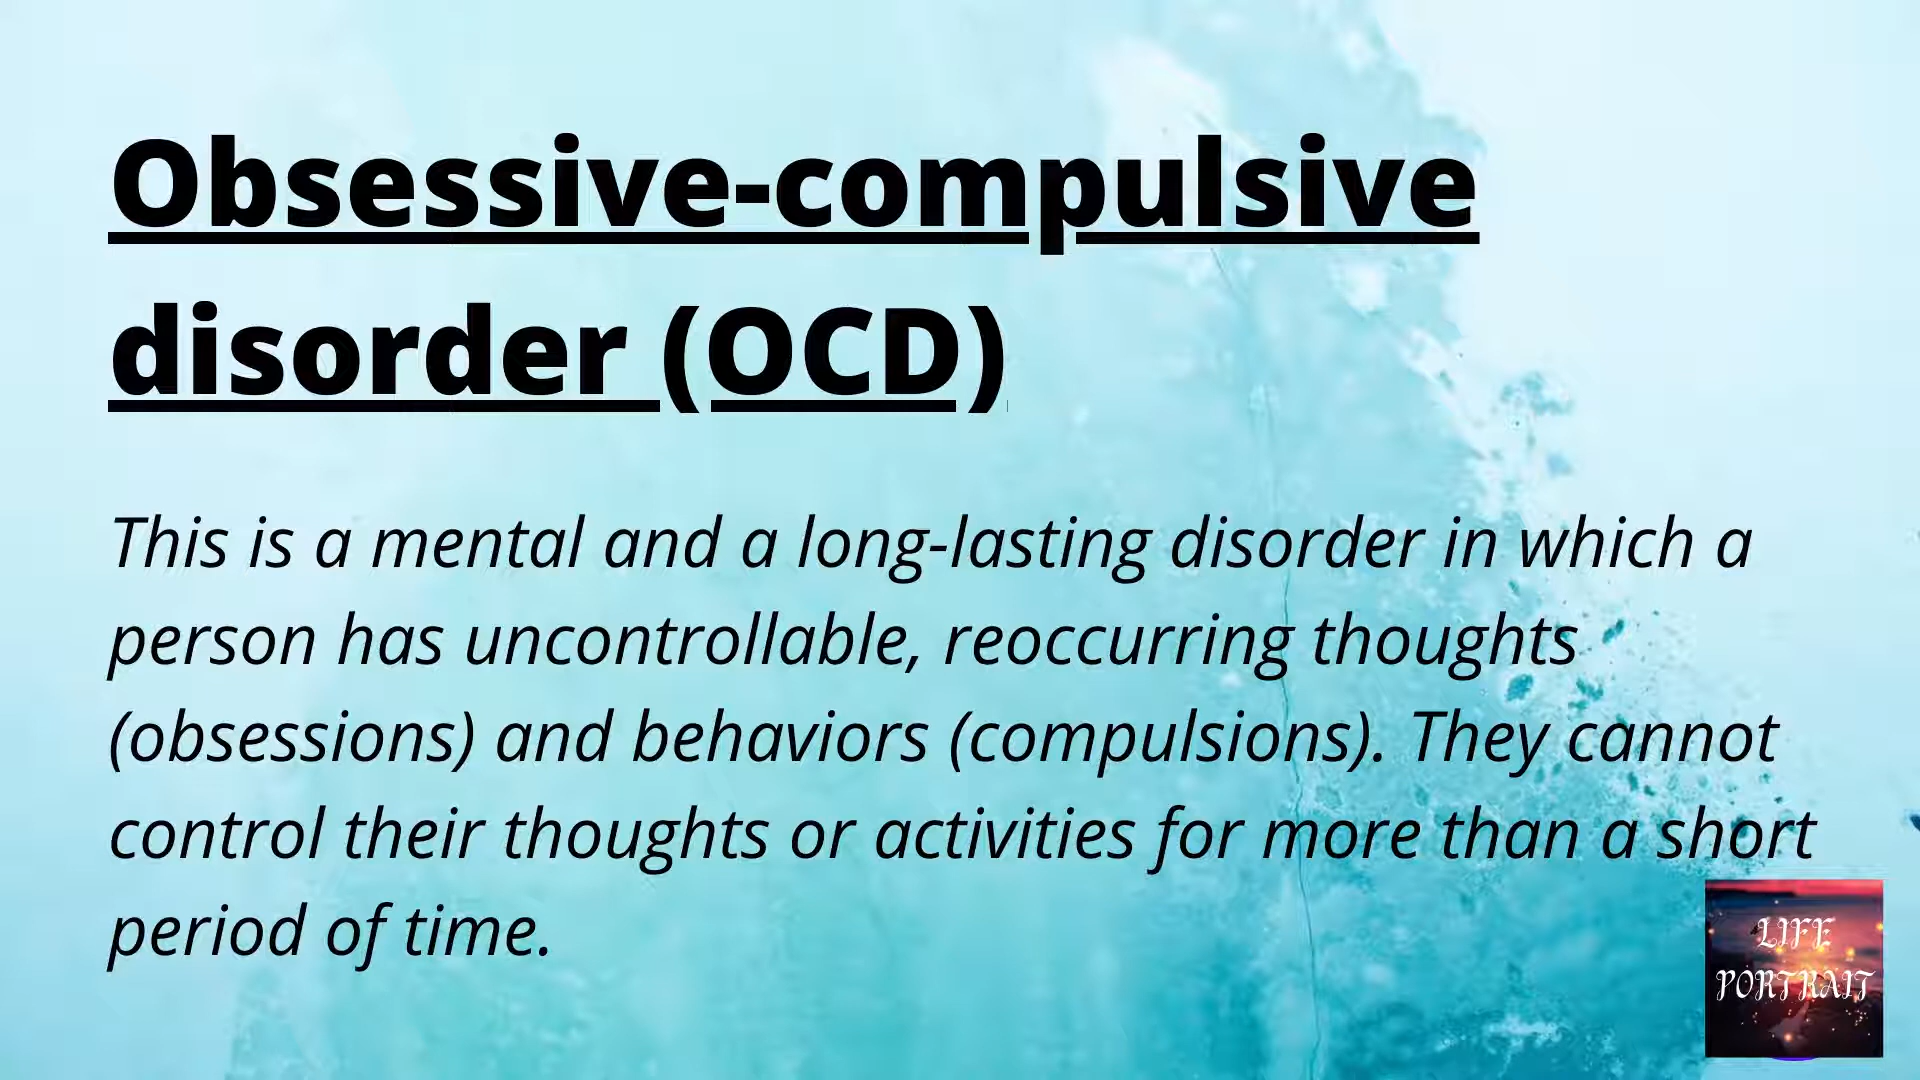 Obsessive-compulsive
disorder (OCD)
This is a mental and a long-lasting disorder in which a
person has uncontrollable, reoccurring thoughts
(obsessions) and behaviors (compulsions). They cannot
control their thoughts or activities for more than a short
period of time.
LIFE
PORTRAIT